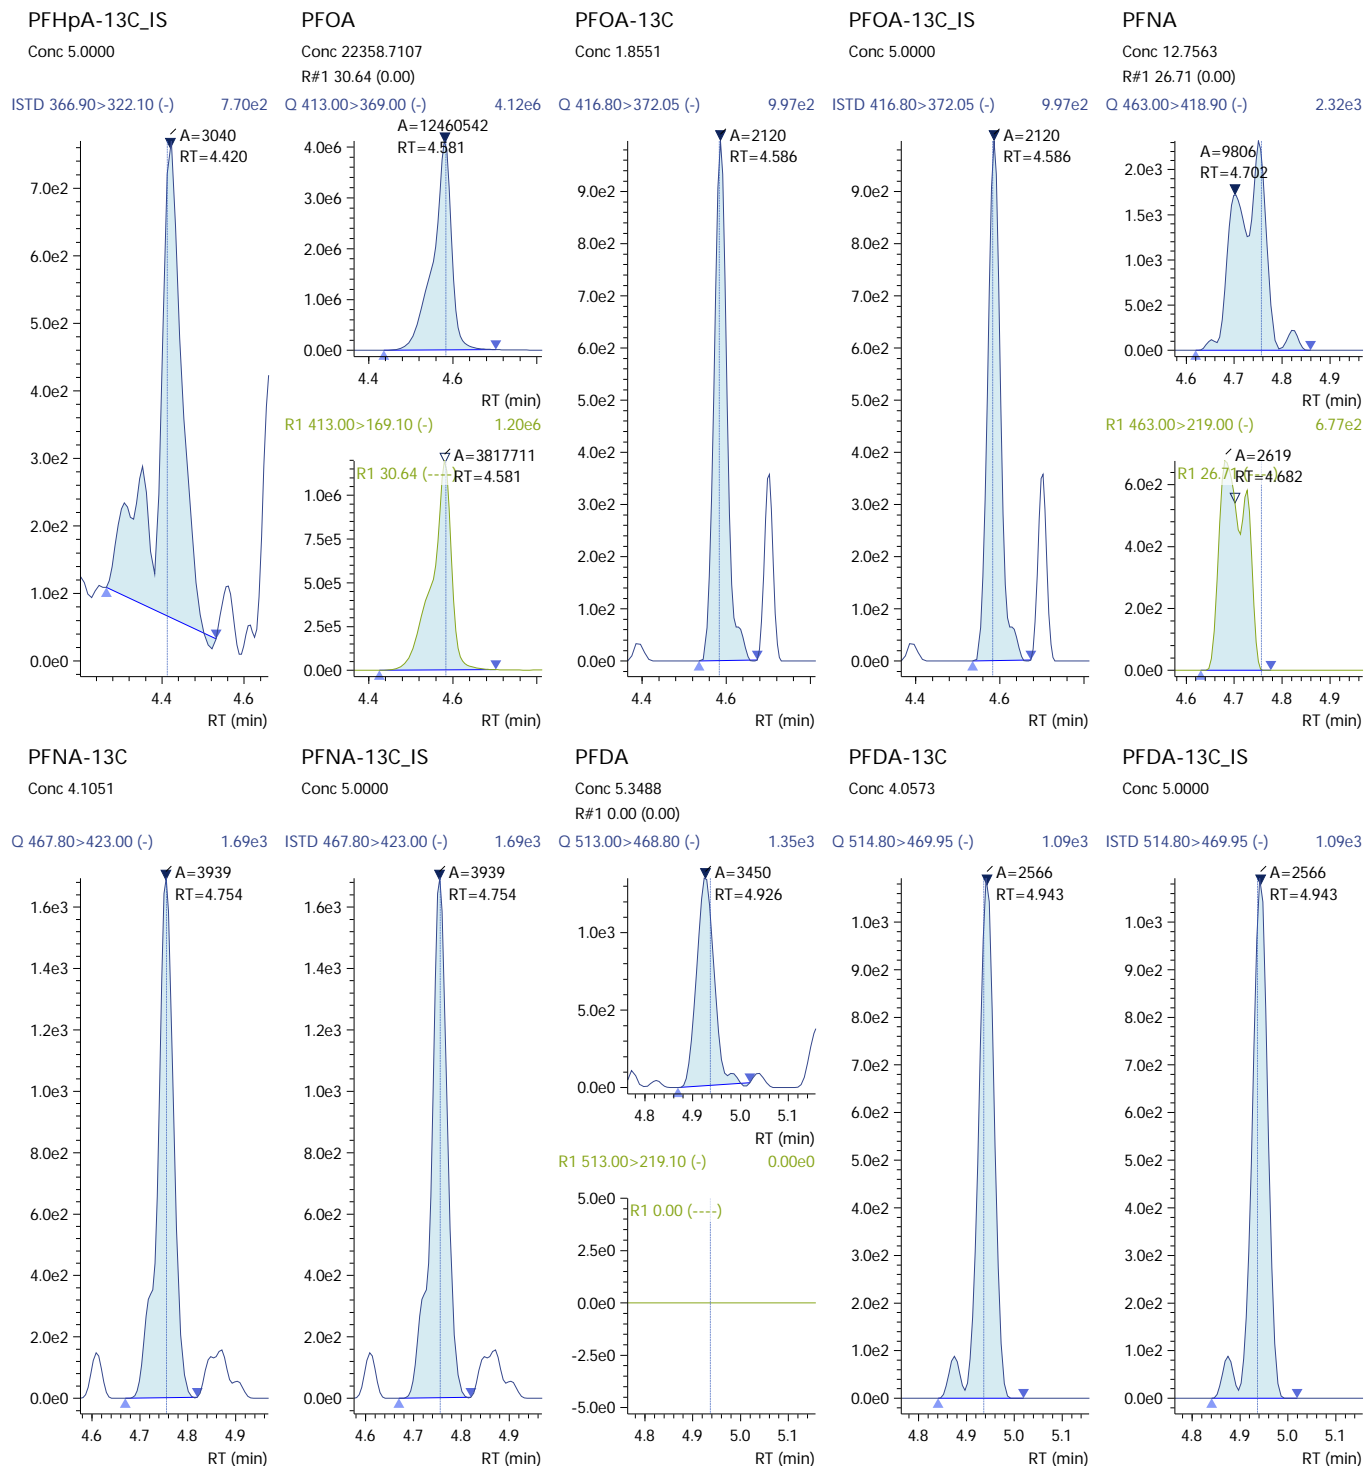 PFHpA-13C_IS
Conc 5.0000
ISTD 366.90>322.10 (-) 7.70e2
A=3040
RT=4.420
7.0e2
6.0e2
5.0e2
4.0e2
3.0e2
2.0e2
1.0e2
0.0e0
4.4 4.6
RT (min)
PFOA
Conc 22358.7107
R#1 30.64 (0.00)
Q 413.00>369.00 (-) 4.12e6
A=12460542
RT=4.581
4.0e6
3.0e6
2.0e6
1.0e6
0.0e0
4.4 4.6
RT (min)
R1 413.00>169.10 (-) 1.20e6
A=3817711
R1 30.64 (----)
RT=4.581
1.0e6
7.5e5
5.0e5
2.5e5
0.0e0
4.4 4.6
RT (min)
PFOA-13C
Conc 1.8551
Q 416.80>372.05 (-) 9.97e2
A=2120
RT=4.586
9.0e2
8.0e2
7.0e2
6.0e2
5.0e2
4.0e2
3.0e2
2.0e2
1.0e2
0.0e0
4.4 4.6
RT (min)
PFOA-13C_IS
Conc 5.0000
ISTD 416.80>372.05 (-) 9.97e2
A=2120
RT=4.586
9.0e2
8.0e2
7.0e2
6.0e2
5.0e2
4.0e2
3.0e2
2.0e2
1.0e2
0.0e0
4.4 4.6
RT (min)
PFNA
Conc 12.7563
R#1 26.71 (0.00)
Q 463.00>418.90 (-) 2.32e3
A=9806
RT=4.702
2.0e3
1.5e3
1.0e3
5.0e2
0.0e0
4.6 4.7 4.8 4.9
RT (min)
R1 463.00>219.00 (-) 6.77e2
A=2619
R1 26.71
RT=4.682
6.0e2
4.0e2
2.0e2
0.0e0
4.6 4.7 4.8 4.9
RT (min)
PFNA-13C
Conc 4.1051
Q 467.80>423.00 (-) 1.69e3
A=3939
RT=4.754
1.6e3
1.4e3
1.2e3
1.0e3
8.0e2
6.0e2
4.0e2
2.0e2
0.0e0
4.6 4.7 4.8 4.9
RT (min)
PFNA-13C_IS
Conc 5.0000
ISTD 467.80>423.00 (-) 1.69e3
A=3939
RT=4.754
1.6e3
1.4e3
1.2e3
1.0e3
8.0e2
6.0e2
4.0e2
2.0e2
0.0e0
4.6 4.7 4.8 4.9
RT (min)
PFDA
Conc 5.3488
R#1 0.00 (0.00)
Q 513.00>468.80 (-) 1.35e3
A=3450
RT=4.926
1.0e3
5.0e2
0.0e0
4.8 4.9 5.0 5.1
RT (min)
R1 513.00>219.10 (-) 0.00e0
5.0e0
R1 0.00 (----)
2.5e0
0.0e0
-2.5e0
-5.0e0
4.8 4.9 5.0 5.1
RT (min)
PFDA-13C
Conc 4.0573
Q 514.80>469.95 (-) 1.09e3
A=2566
RT=4.943
1.0e3
9.0e2
8.0e2
7.0e2
6.0e2
5.0e2
4.0e2
3.0e2
2.0e2
1.0e2
0.0e0
4.8 4.9 5.0 5.1
RT (min)
PFDA-13C_IS
Conc 5.0000
ISTD 514.80>469.95 (-) 1.09e3
A=2566
RT=4.943
1.0e3
9.0e2
8.0e2
7.0e2
6.0e2
5.0e2
4.0e2
3.0e2
2.0e2
1.0e2
0.0e0
4.8 4.9 5.0 5.1
RT (min)